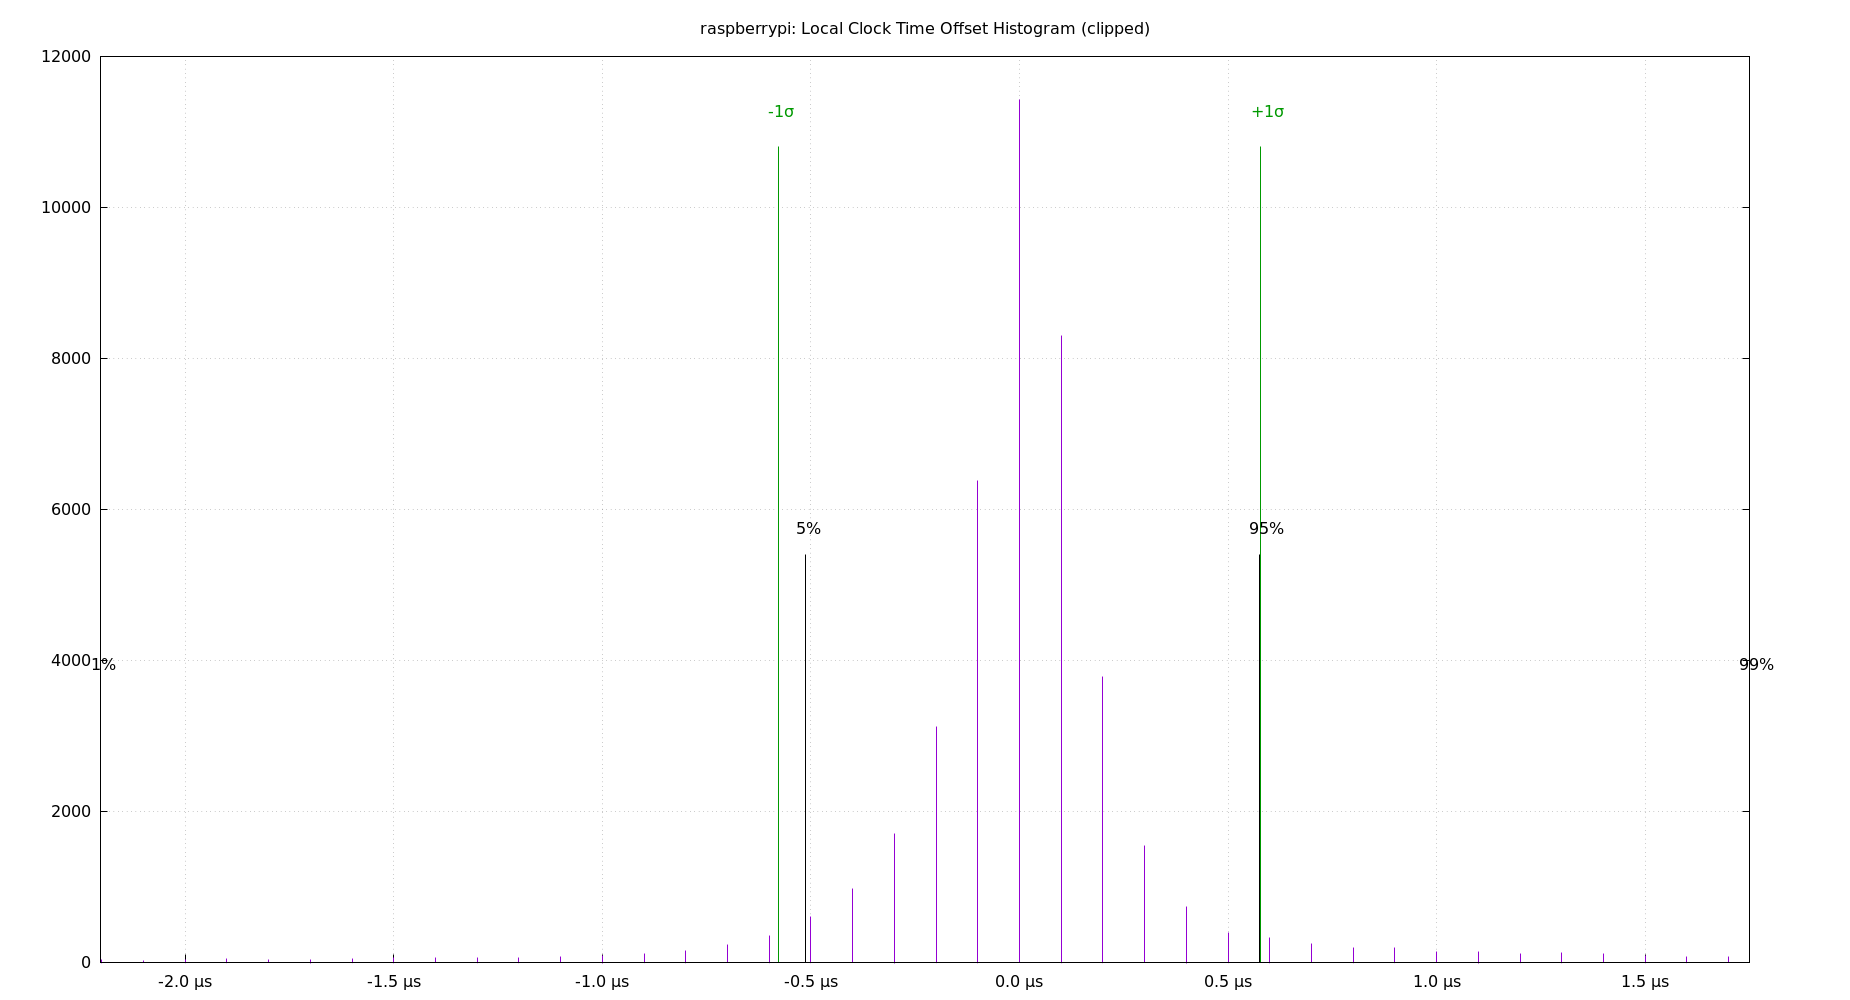 raspberrypi: Local Clock Time Offset Histogram (clipped)
12000
-1σ +1σ
10000
8000
6000
5% 95%
4000 1% 99%
2000
0
-2.0 µs -1.5 µs -1.0 µs -0.5 µs 0.0 µs 0.5 µs 1.0 µs 1.5 µs